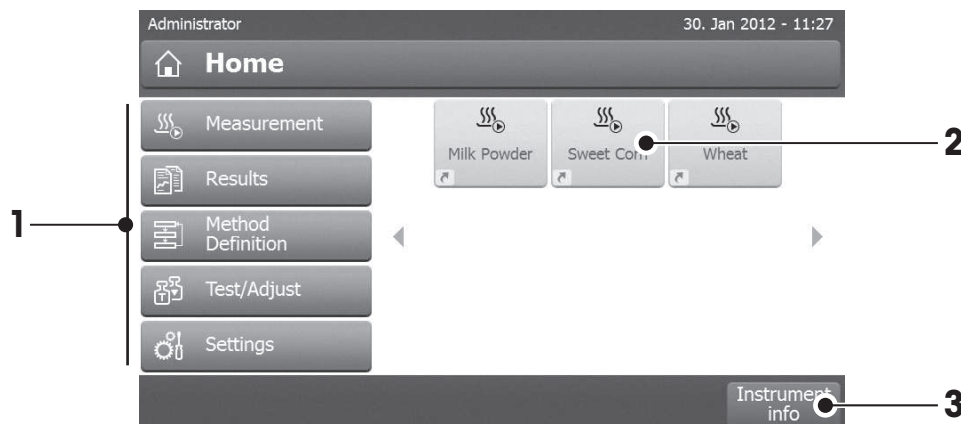 Administrator
30. Jan 2012 - 11:27
Home
Measurement
Results
Method
Definition
Test/Adjust
Settings
Milk Powder
Sweet Corn
Wheat
Instrument
info
1
2
3